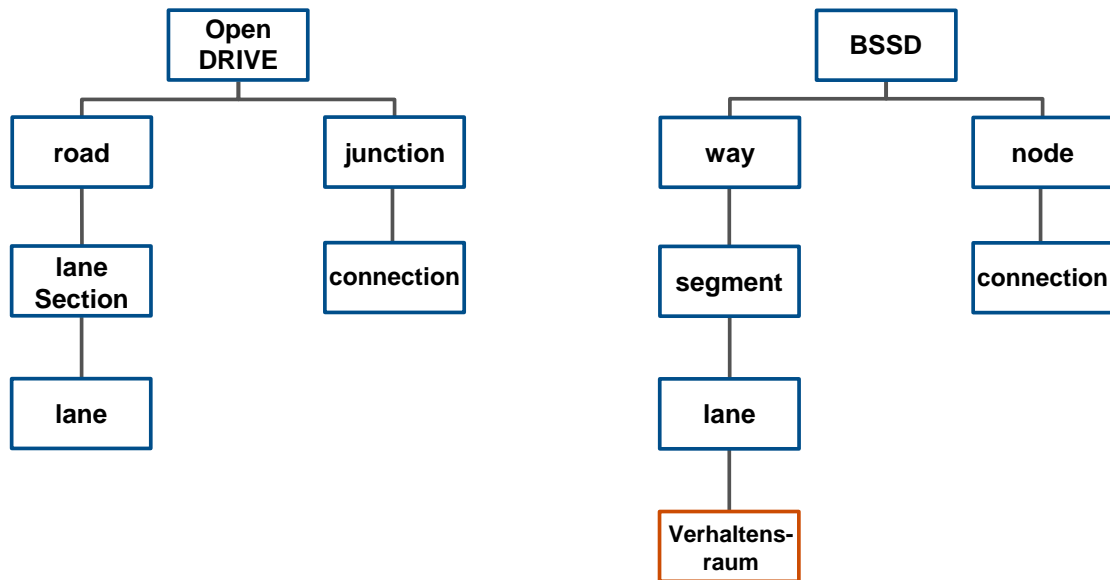 Open
DRIVE
road
junction
lane
Section
connection
lane
BSSD
way
node
segment
connection
lane
Verhaltens-
raum